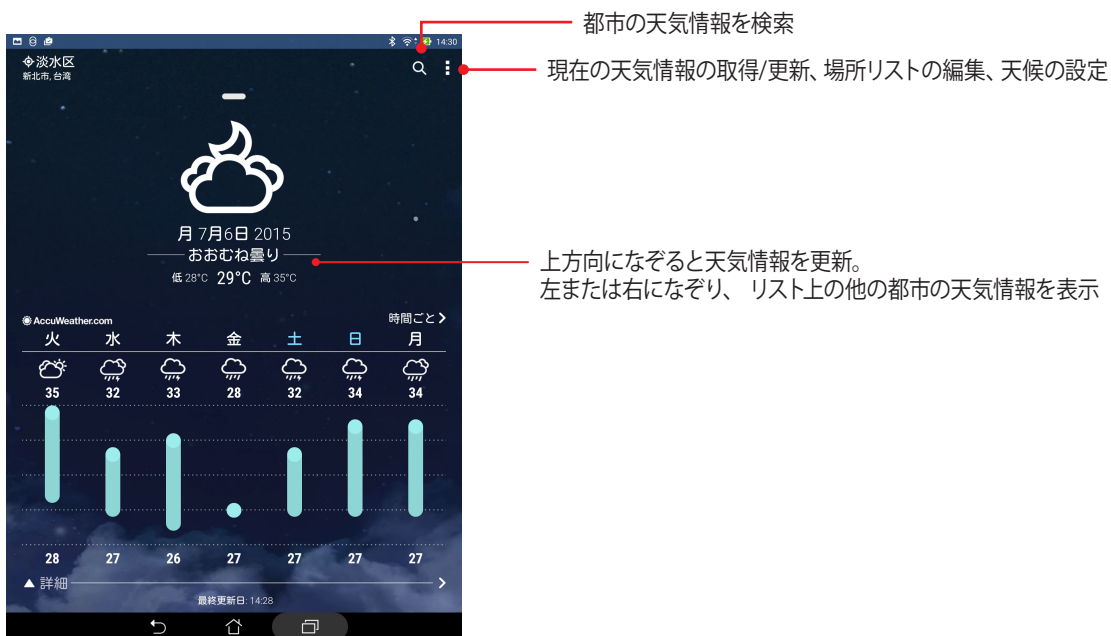 都市の天気情報を検索
14:30
淡水区
新北市, 台湾
現在の天気情報の取得/更新、場所リストの編集、天候の設定
月 7月6日 2015
おおむね曇り
低 28°C 29°C 高 35°C
上方向になぞると天気情報を更新。
左または右になぞり、 リスト上の他の都市の天気情報を表示
AccuWeather.com 時間ごと
火 水 木 金 土 日 月
35 32 33 28 32 34 34
28 27 26 27 27 27 27
詳細
最終更新日: 14:28